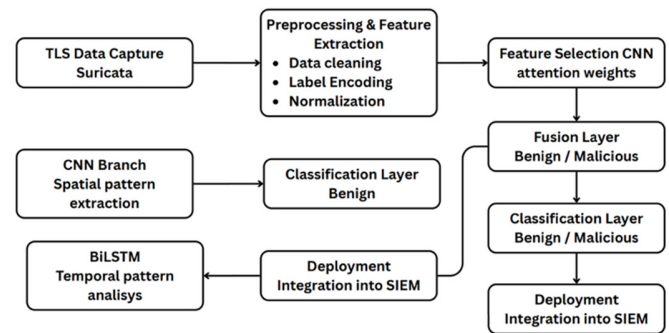 TLS Data Capture
Suricata
Preprocessing & Feature
Extraction
• Data cleaning
• Label Encoding
• Normalization
Feature Selection CNN
attention weights
Fusion Layer
Benign / Malicious
CNN Branch
Spatial pattern
extraction
Classification Layer
Benign
Classification Layer
Benign / Malicious
BiLSTM
Temporal pattern
analisys
Deployment
Integration into SIEM
Deployment
Integration into SIEM